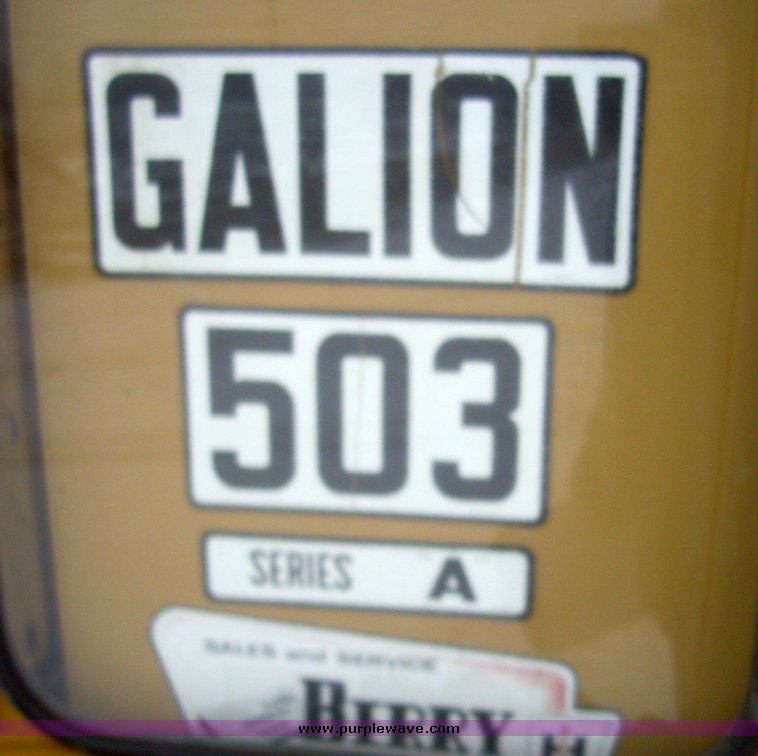 GALION
503
SERIES A
SALES and SERVICE
BERRY
www.purplewave.com